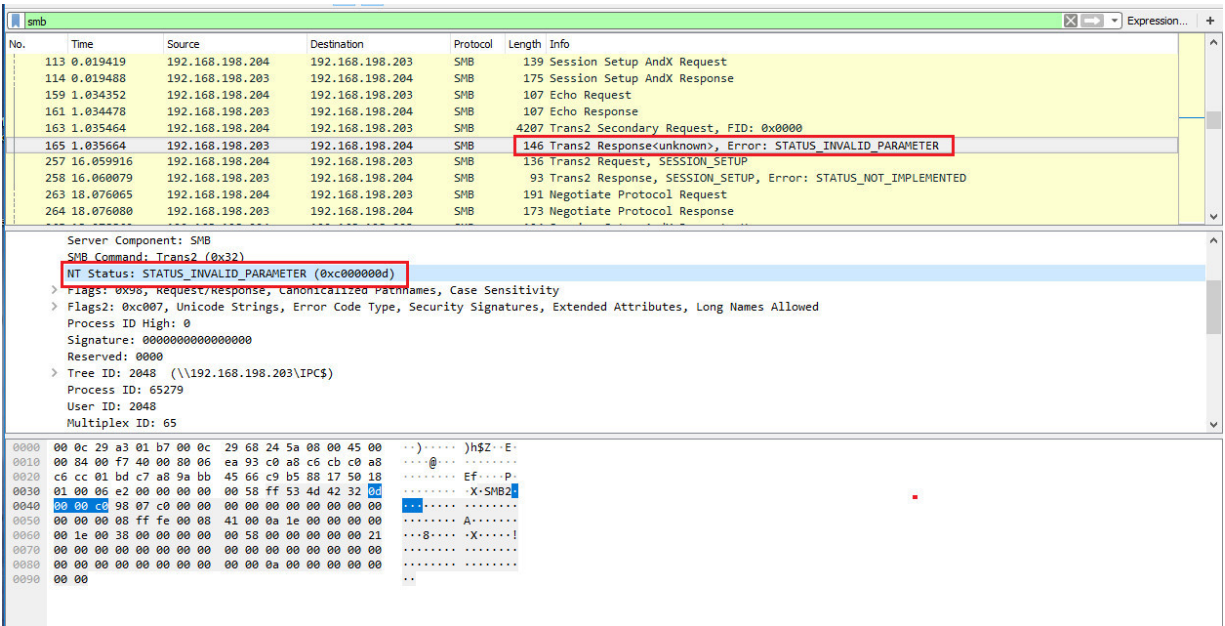 smb
Expression... +
No. Time Source Destination Protocol Length Info
113 0.019419 192.168.198.204 192.168.198.203 SMB 139 Session Setup AndX Request
114 0.019488 192.168.198.203 192.168.198.204 SMB 175 Session Setup AndX Response
159 1.034352 192.168.198.204 192.168.198.203 SMB 107 Echo Request
161 1.034478 192.168.198.203 192.168.198.204 SMB 107 Echo Response
163 1.035464 192.168.198.204 192.168.198.203 SMB 4207 Trans2 Secondary Request, FID: 0x0000
165 1.035664 192.168.198.203 192.168.198.204 SMB 146 Trans2 Response<unknown>, Error: STATUS_INVALID_PARAMETER
257 16.059916 192.168.198.204 192.168.198.203 SMB 136 Trans2 Request, SESSION_SETUP
258 16.060079 192.168.198.203 192.168.198.204 SMB 93 Trans2 Response, SESSION_SETUP, Error: STATUS_NOT_IMPLEMENTED
263 18.076065 192.168.198.204 192.168.198.203 SMB 191 Negotiate Protocol Request
264 18.076080 192.168.198.203 192.168.198.204 SMB 173 Negotiate Protocol Response
Server Component: SMB
SMB Command: Trans2 (0x32)
NT Status: STATUS_INVALID_PARAMETER (0xc000000d)
> Flags: 0x98, Request/Response, Canonicalized Pathnames, Case Sensitivity
> Flags2: 0xc007, Unicode Strings, Error Code Type, Security Signatures, Extended Attributes, Long Names Allowed
Process ID High: 0
Signature: 0000000000000000
Reserved: 0000
> Tree ID: 2048 (\\192.168.198.203\IPC$)
Process ID: 65279
User ID: 2048
Multiplex ID: 65
0000 00 0c 29 a3 01 b7 00 0c 29 68 24 5a 08 00 45 00 ··)····· )h$Z··E·
0010 00 84 00 f7 40 00 80 06 ea 93 c0 a8 c6 cb c0 a8 ····@··· ········
0020 c6 cc 01 bd c7 a8 9a bb 45 66 c9 b5 88 17 50 18 ········ Ef····P·
0030 01 00 06 e2 00 00 00 00 00 58 ff 53 4d 42 32 0d ········ ·X·SMB2·
0040 00 00 c0 98 07 c0 00 00 00 00 00 00 00 00 00 00 ········ ········
0050 00 00 00 08 ff fe 00 08 41 00 0a 1e 00 00 00 00 ········ A·······
0060 00 1e 00 38 00 00 00 00 00 58 00 00 00 00 00 21 ···8···· ·X·····!
0070 00 00 00 00 00 00 00 00 00 00 00 00 00 00 00 00 ········ ········
0080 00 00 00 00 00 00 00 00 00 00 0a 00 00 00 00 00 ········ ········
0090 00 00 ··